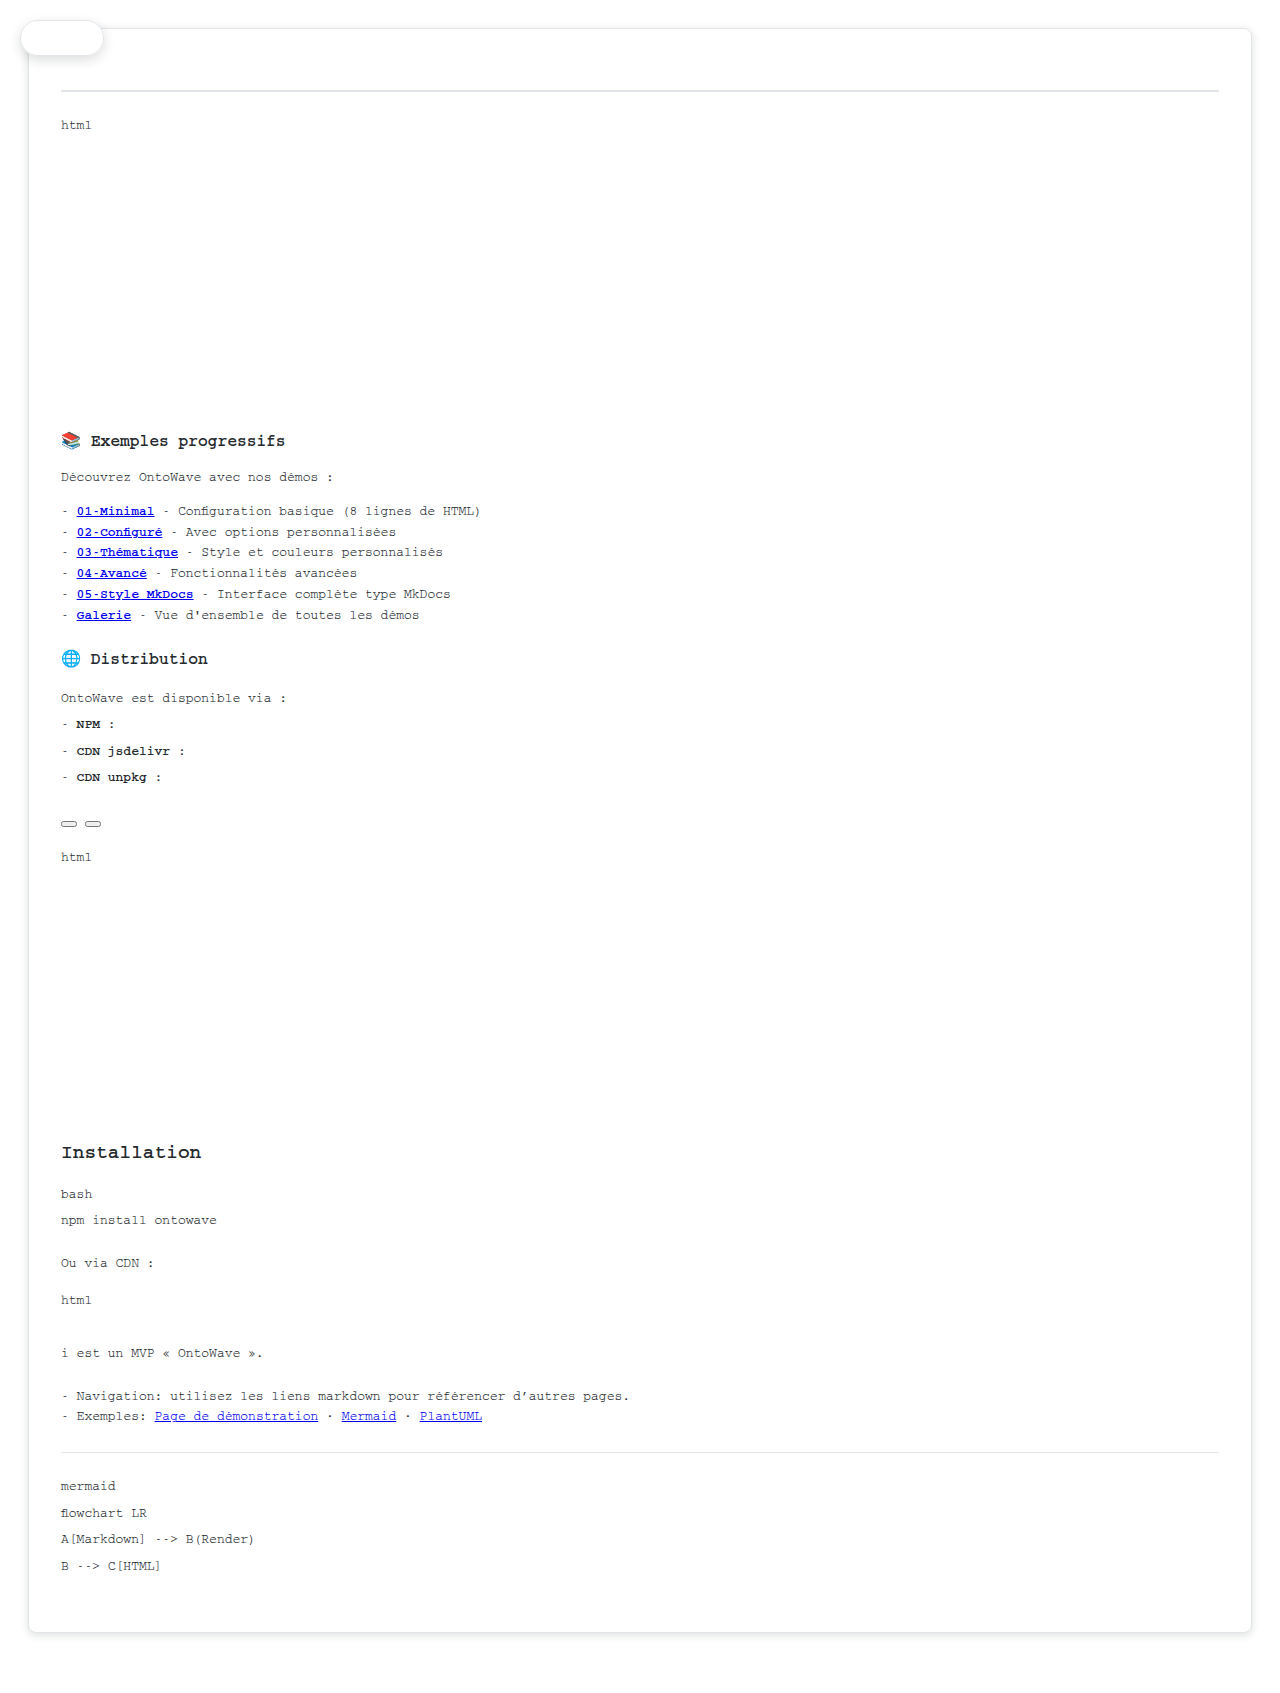 html
📚 Exemples progressifs
Découvrez OntoWave avec nos démos :
- 01-Minimal - Configuration basique (8 lignes de HTML)
- 02-Configuré - Avec options personnalisées
- 03-Thématique - Style et couleurs personnalisés
- 04-Avancé - Fonctionnalités avancées
- 05-Style MkDocs - Interface complète type MkDocs
- Galerie - Vue d'ensemble de toutes les démos
🌐 Distribution
OntoWave est disponible via :
- NPM :
- CDN jsdelivr :
- CDN unpkg :
html
Installation
bash
npm install ontowave
Ou via CDN :
html
i est un MVP « OntoWave ».
- Navigation: utilisez les liens markdown pour référencer d’autres pages.
- Exemples: Page de démonstration · Mermaid · PlantUML
mermaid
flowchart LR
A[Markdown] --> B(Render)
B --> C[HTML]